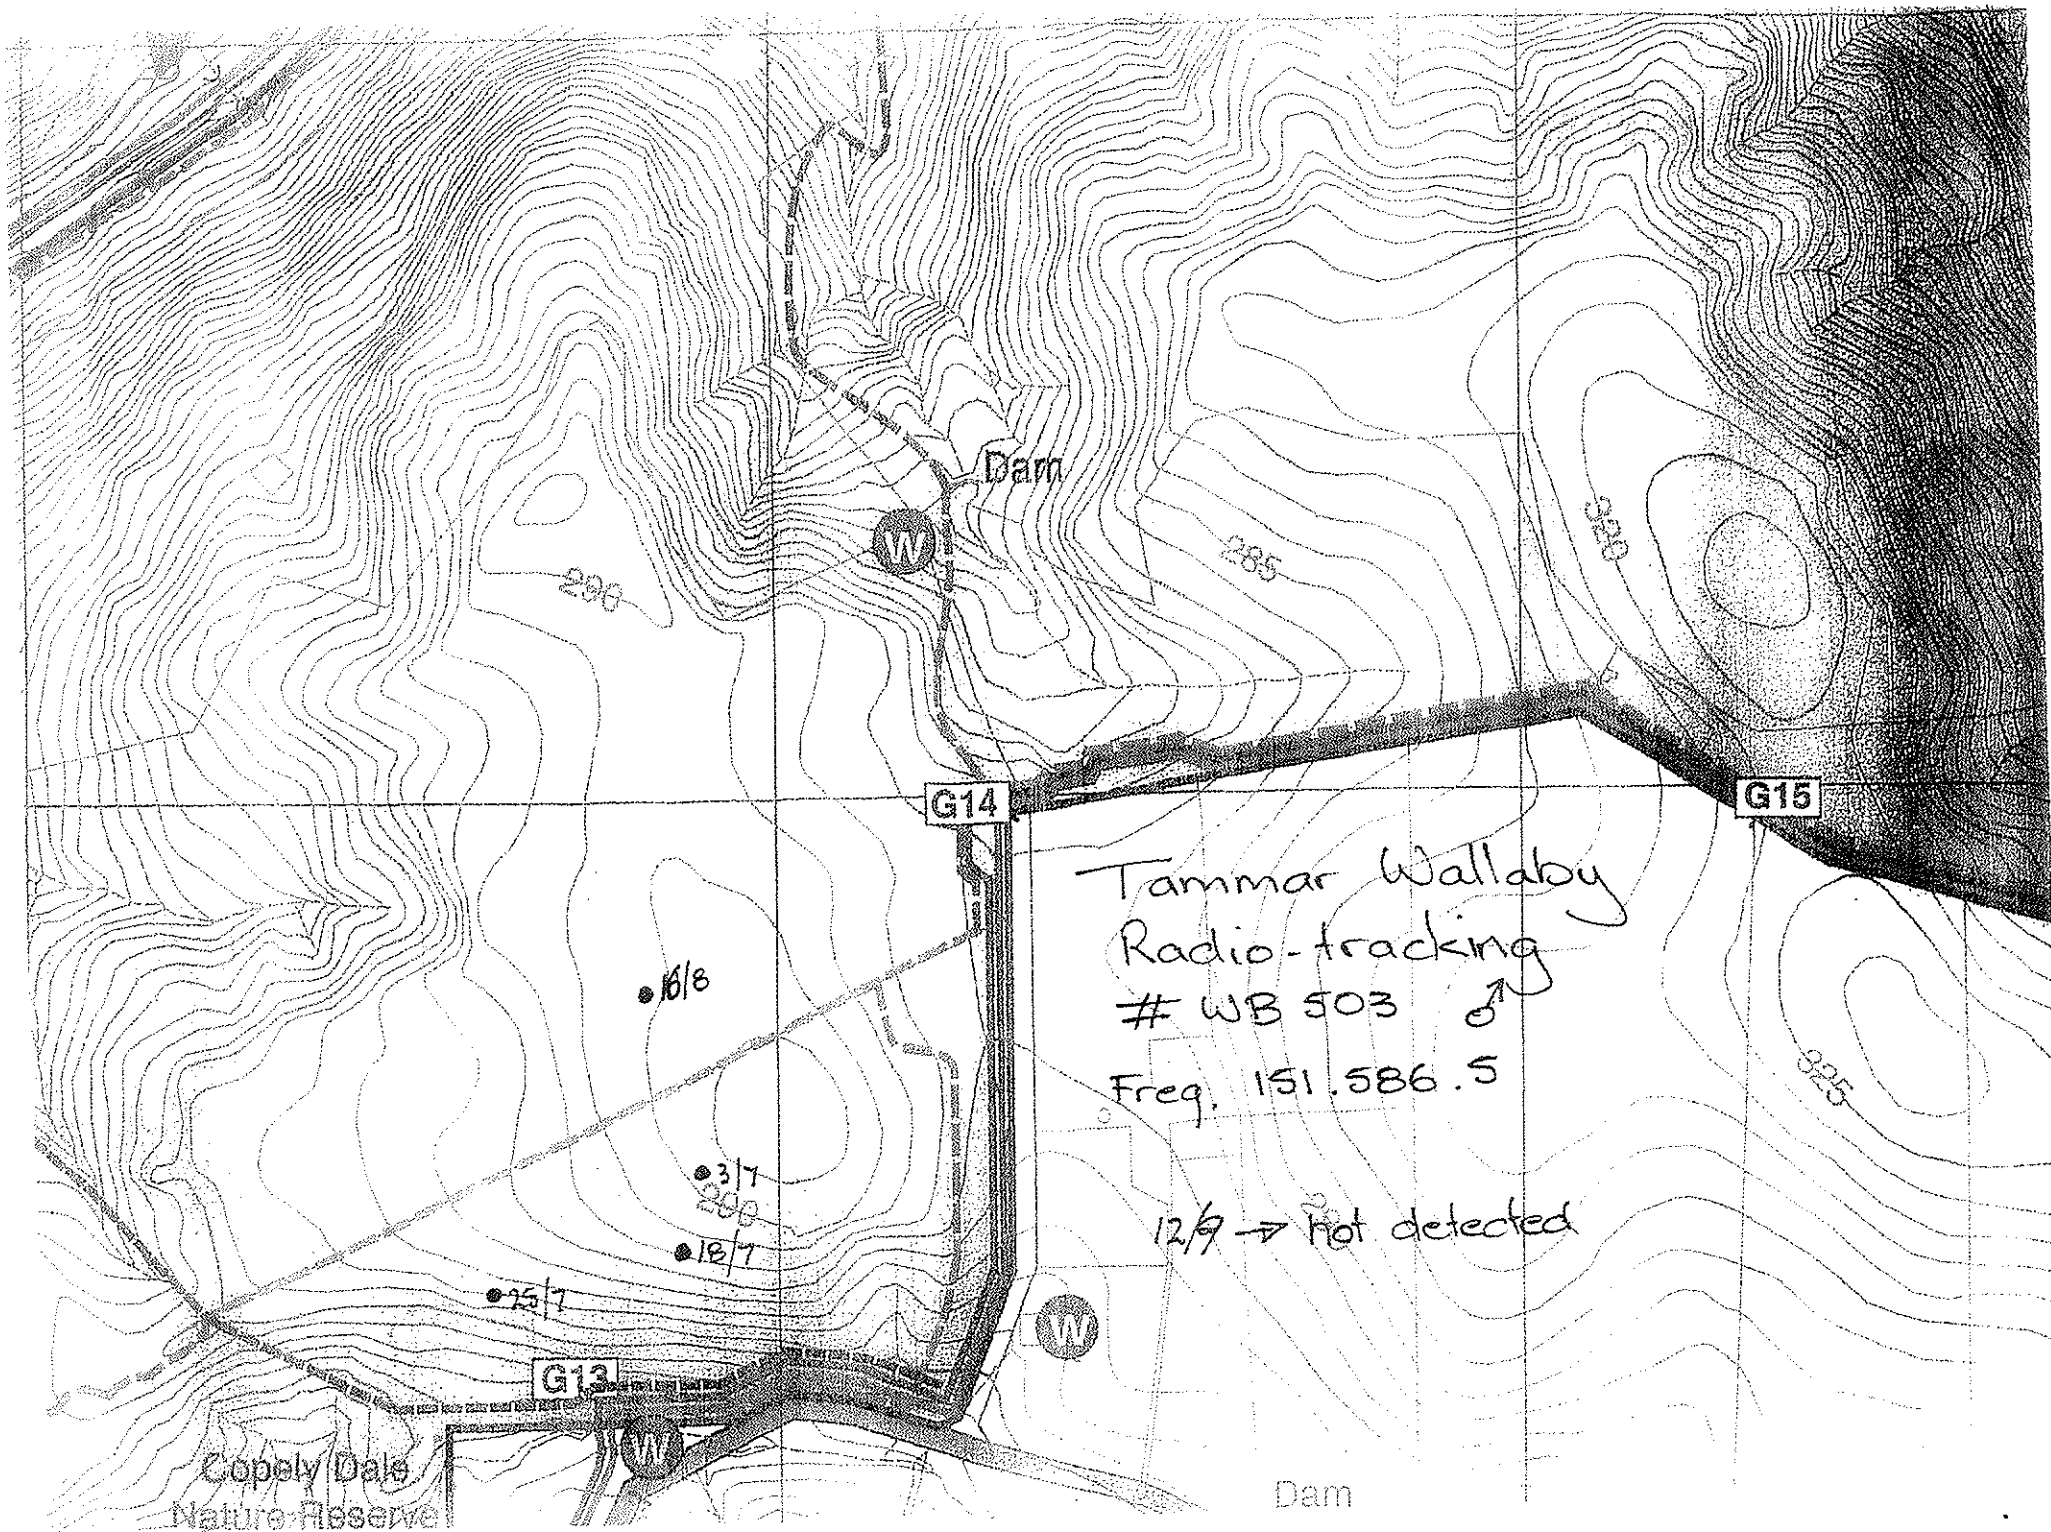 Dam
W
285
320
290
G14
G15
Tammar Wallaby
Radio-tracking
# WB 503 ♂
Freq. 151.586.5
16/8
325
3/7
280
18/7
12/9 → not detected
25/7
W
G13
W
Copely Dale
Nature Reserve
Dam